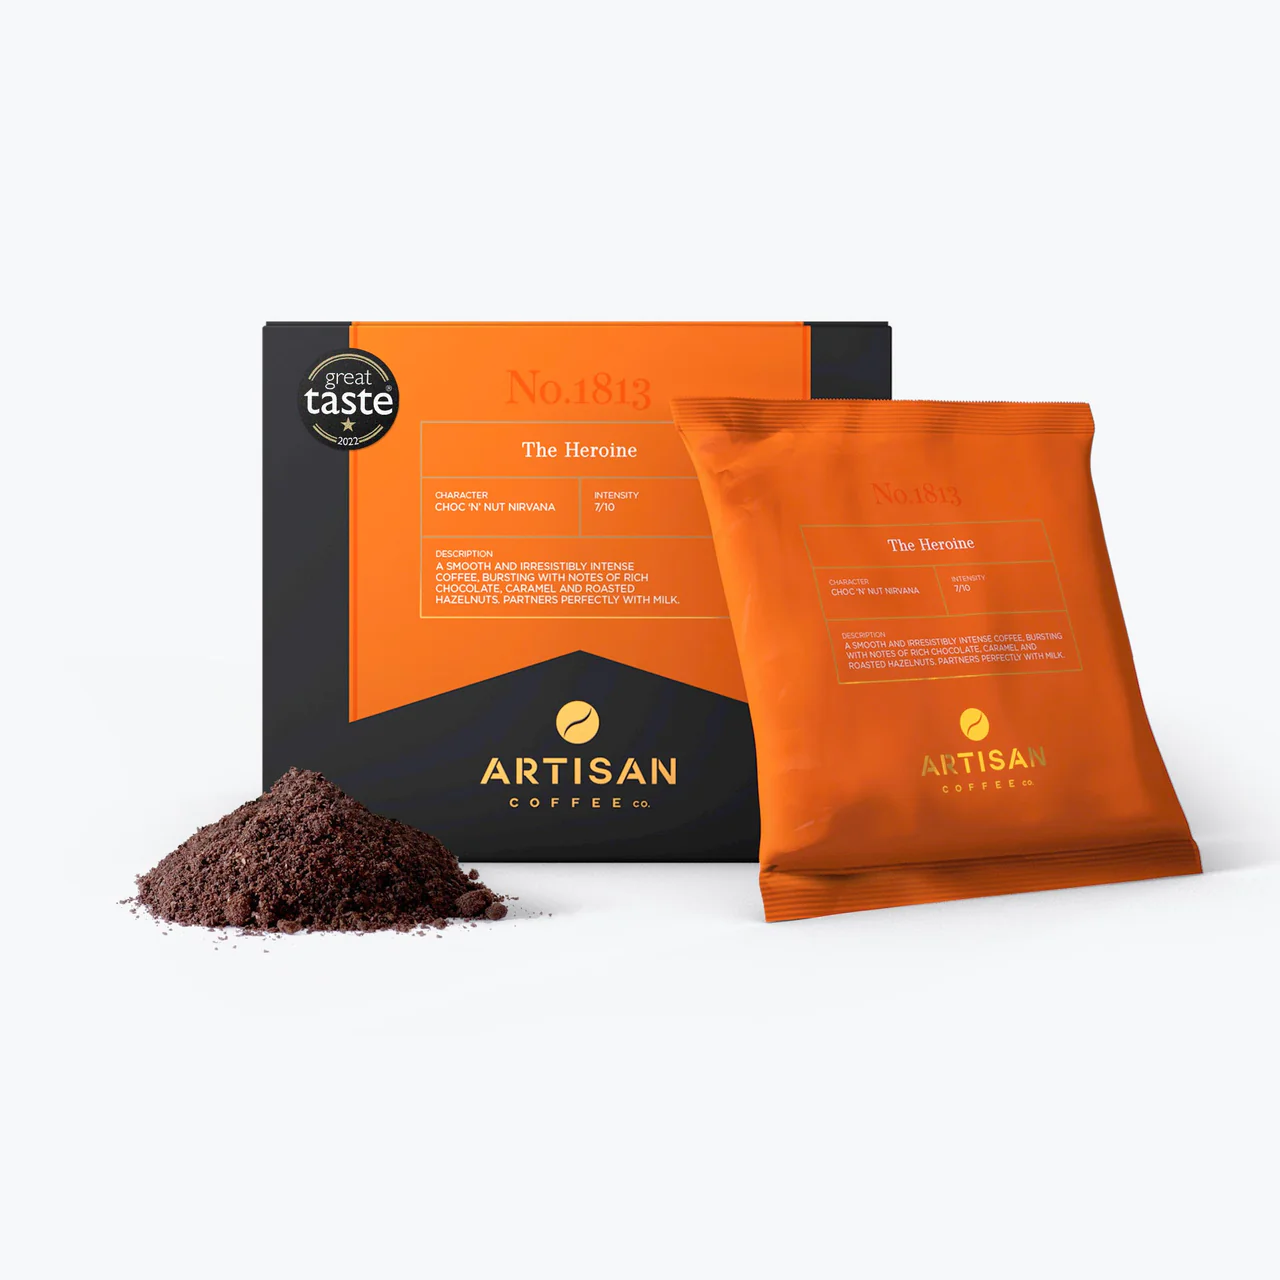 great
taste
®
2022
No.1813
The Heroine
CHARACTER
CHOC ‘N’ NUT NIRVANA
INTENSITY
7/10
DESCRIPTION
A SMOOTH AND IRRESISTIBLY INTENSE
COFFEE, BURSTING WITH NOTES OF RICH
CHOCOLATE, CARAMEL AND ROASTED
HAZELNUTS. PARTNERS PERFECTLY WITH MILK.
ARTISAN
COFFEE CO.
No.1813
The Heroine
CHARACTER
CHOC ‘N’ NUT NIRVANA
INTENSITY
7/10
DESCRIPTION
A SMOOTH AND IRRESISTIBLY INTENSE COFFEE, BURSTING
WITH NOTES OF RICH CHOCOLATE, CARAMEL AND
ROASTED HAZELNUTS. PARTNERS PERFECTLY WITH MILK.
ARTISAN
COFFEE CO.